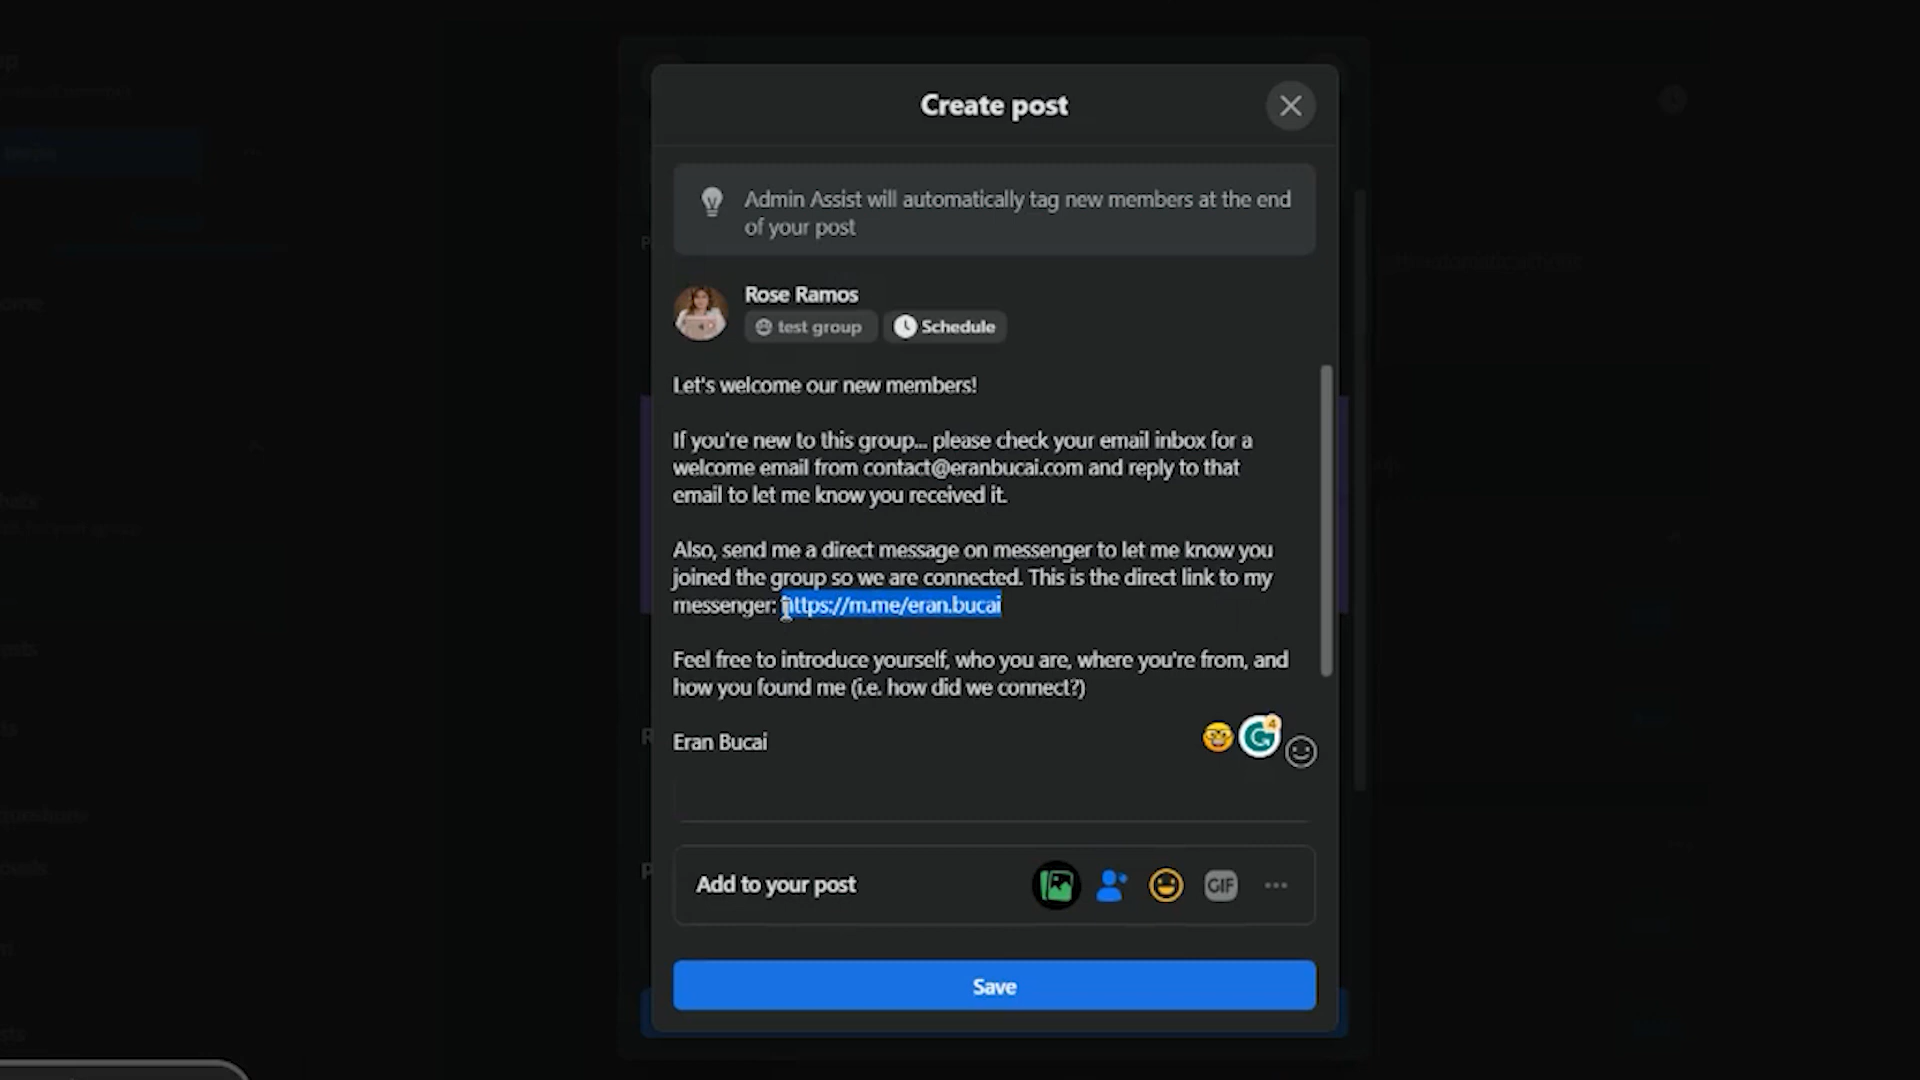 Create post
Admin Assist will automatically tag new members at the end
of your post
Rose Ramos
test group
Schedule
Let's welcome our new members!
If you're new to this group... please check your email inbox for a
welcome email from contact@eranbucai.com and reply to that
email to let me know you received it.
Also, send me a direct message on messenger to let me know you
joined the group so we are connected. This is the direct link to my
messenger: https://m.me/eran.bucai
Feel free to introduce yourself, who you are, where you're from, and
how you found me (i.e. how did we connect?)
4
Eran Bucai
Add to your post
GIF
Save